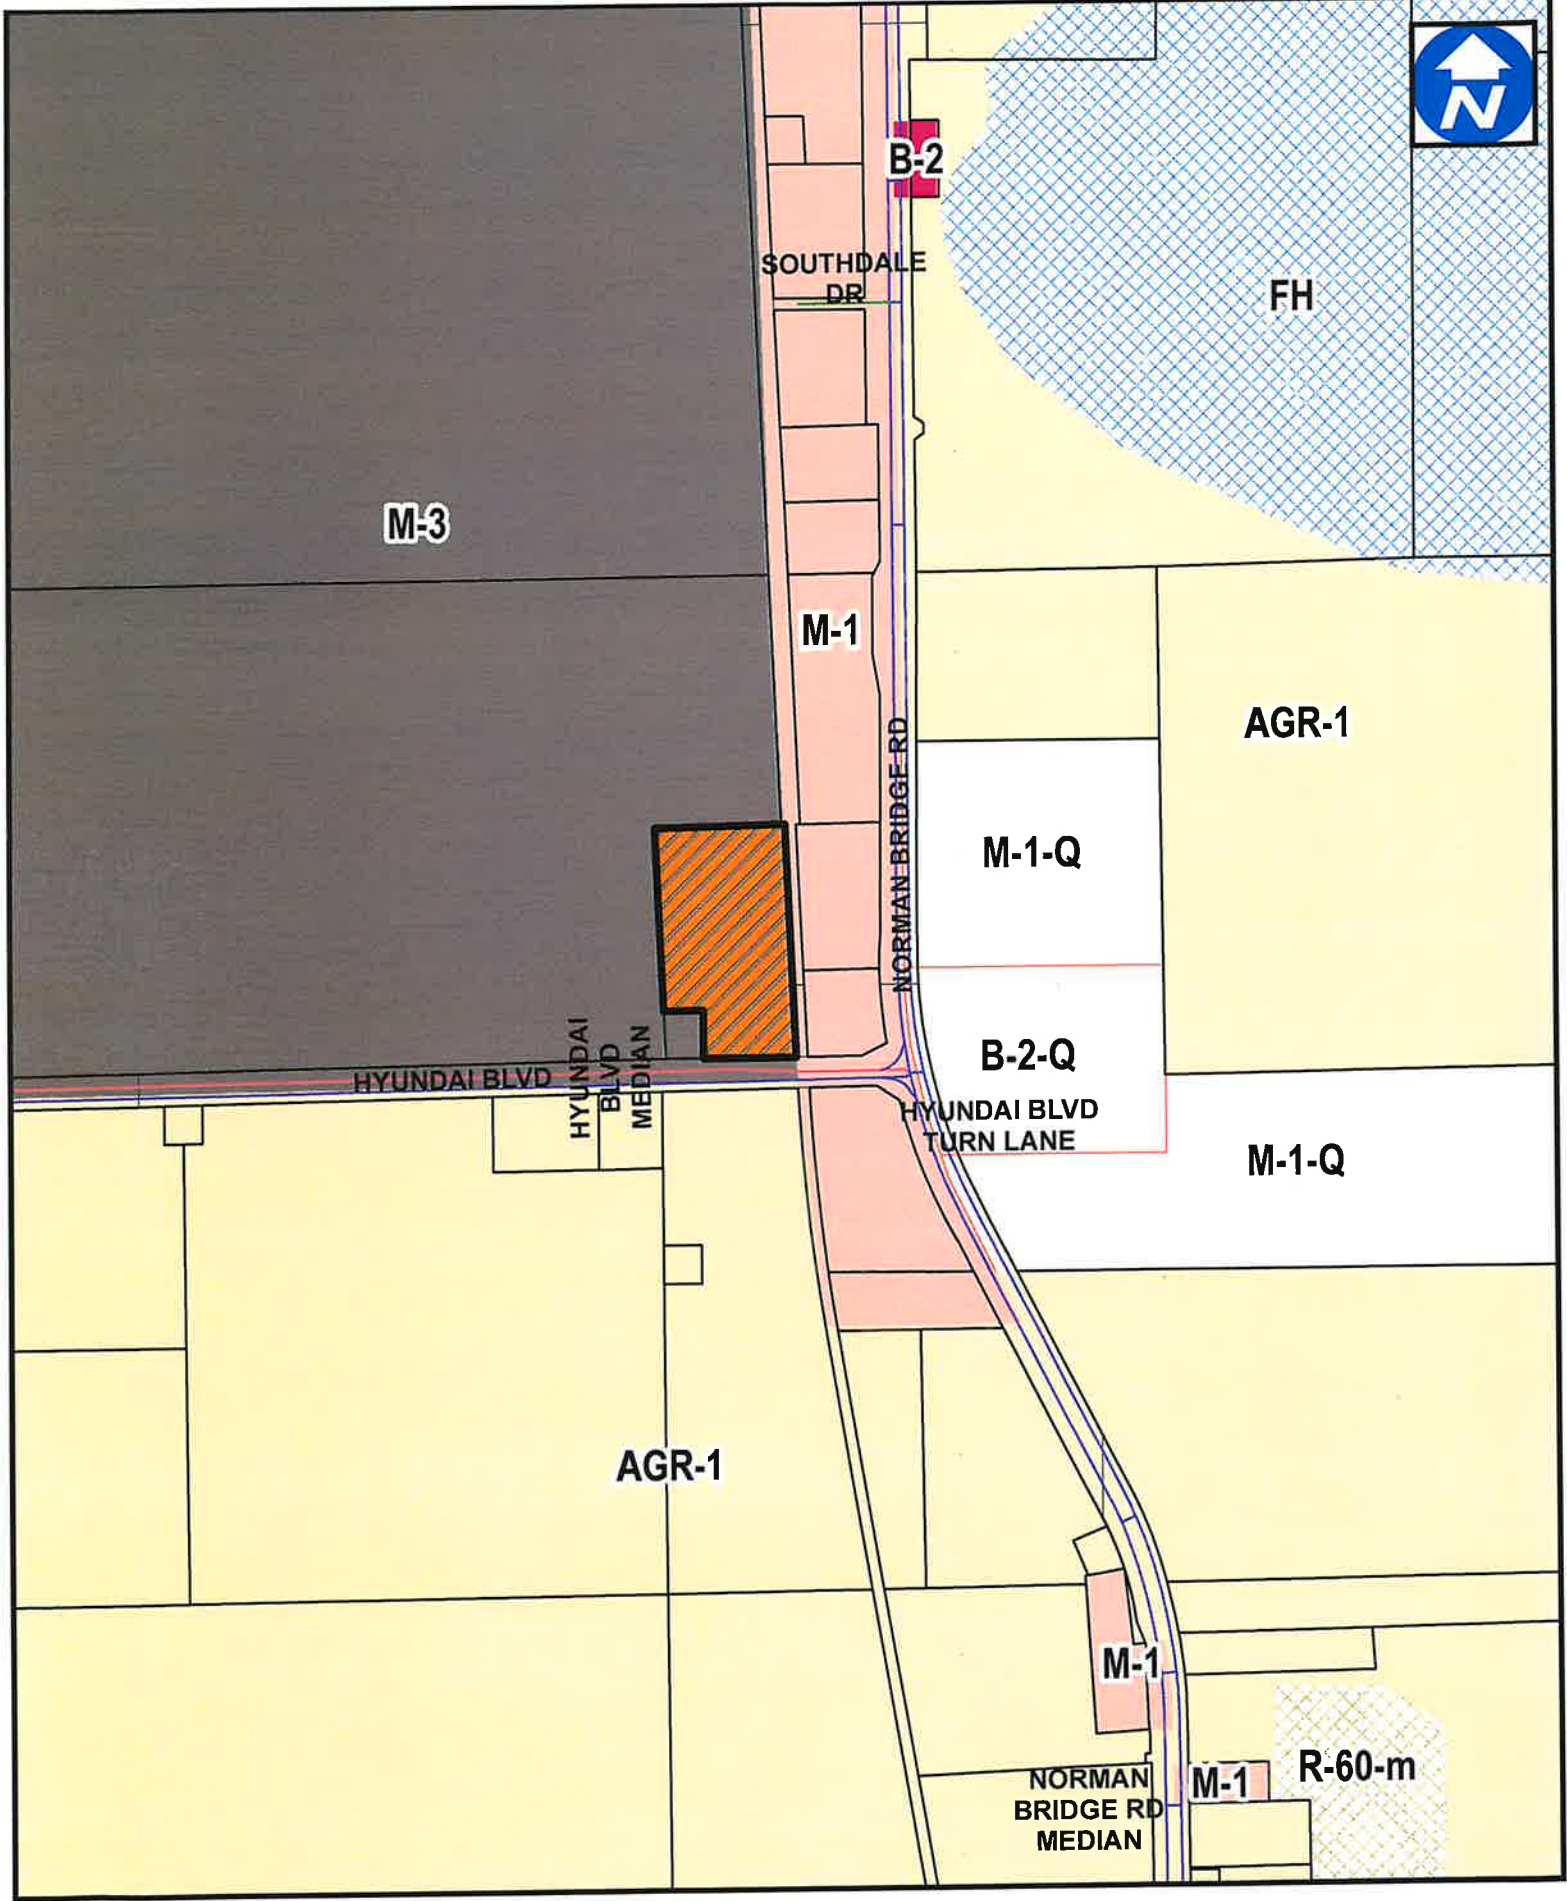 N
B-2
SOUTHDALE
DR
FH
M-3
M-1
AGR-1
NORMAN BRIDGE RD
M-1-Q
B-2-Q
HYUNDAI BLVD
HYUNDAI
BLVD
MEDIAN
HYUNDAI BLVD
TURN LANE
M-1-Q
AGR-1
M-1
R-60-m
M-1
NORMAN
BRIDGE RD
MEDIAN